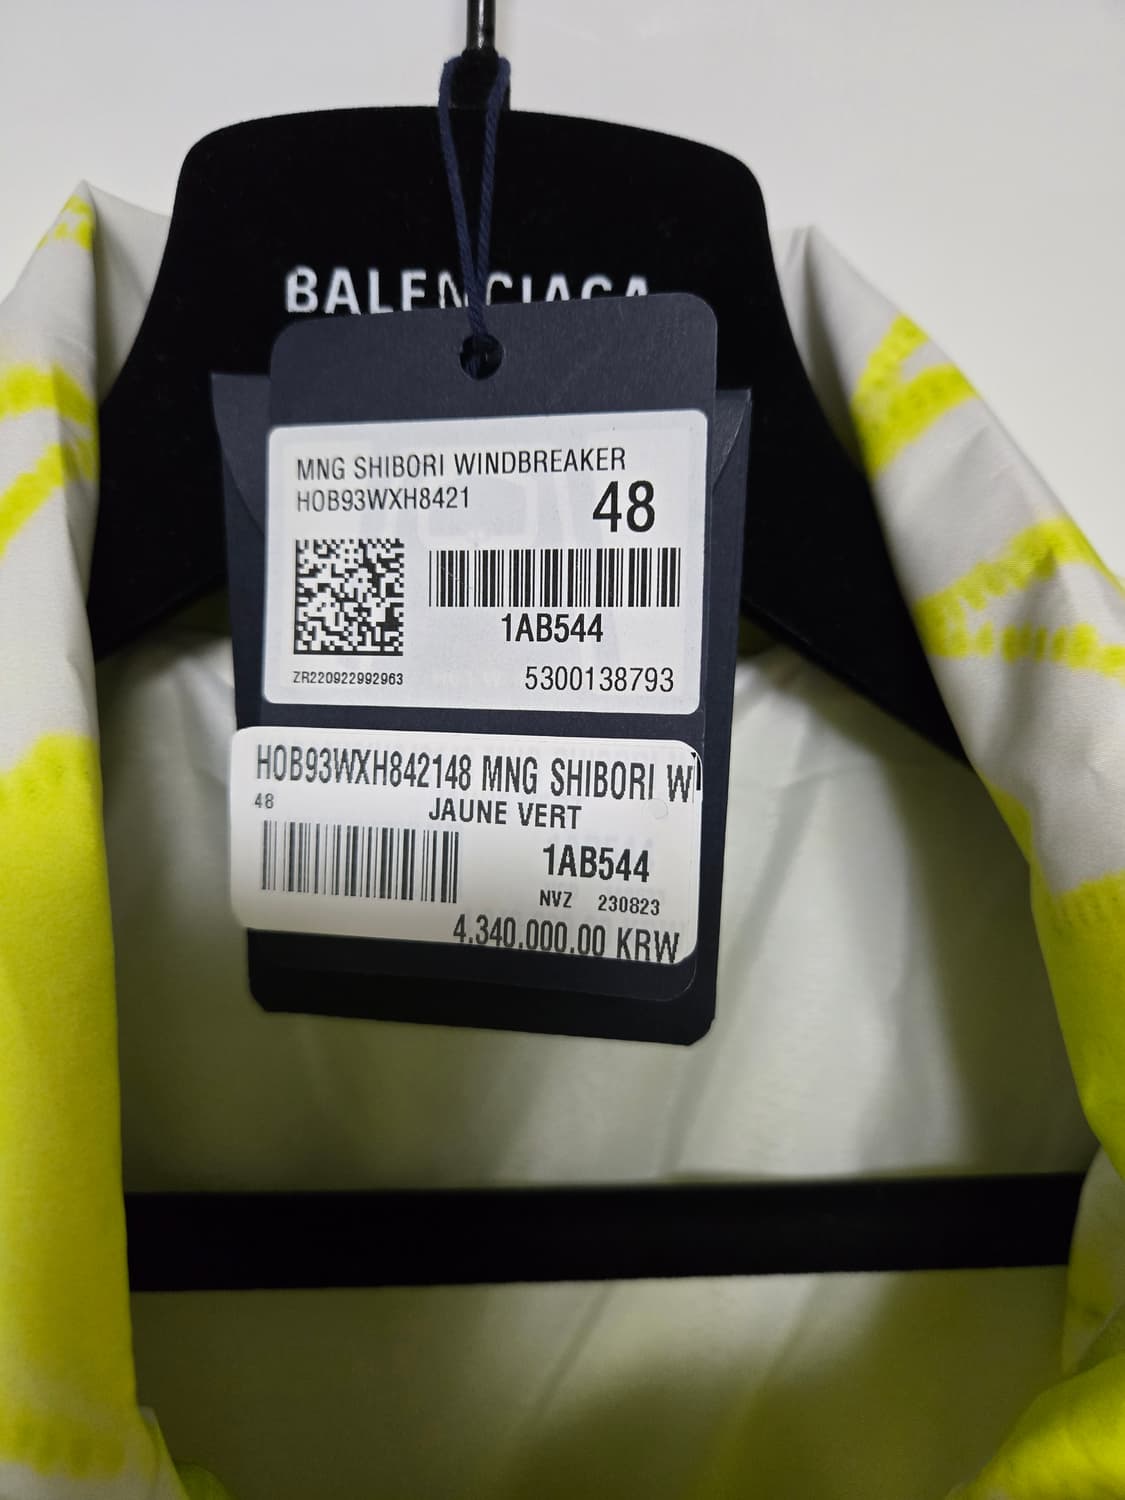 BALENCIAGA
MNG SHIBORI WINDBREAKER
HOB93WXH8421
48
1AB544
ZR220922992963
5300138793
HOB93WXH842148 MNG SHIBORI W
48
JAUNE VERT
1AB544
NVZ 230823
4.340.000.00 KRW